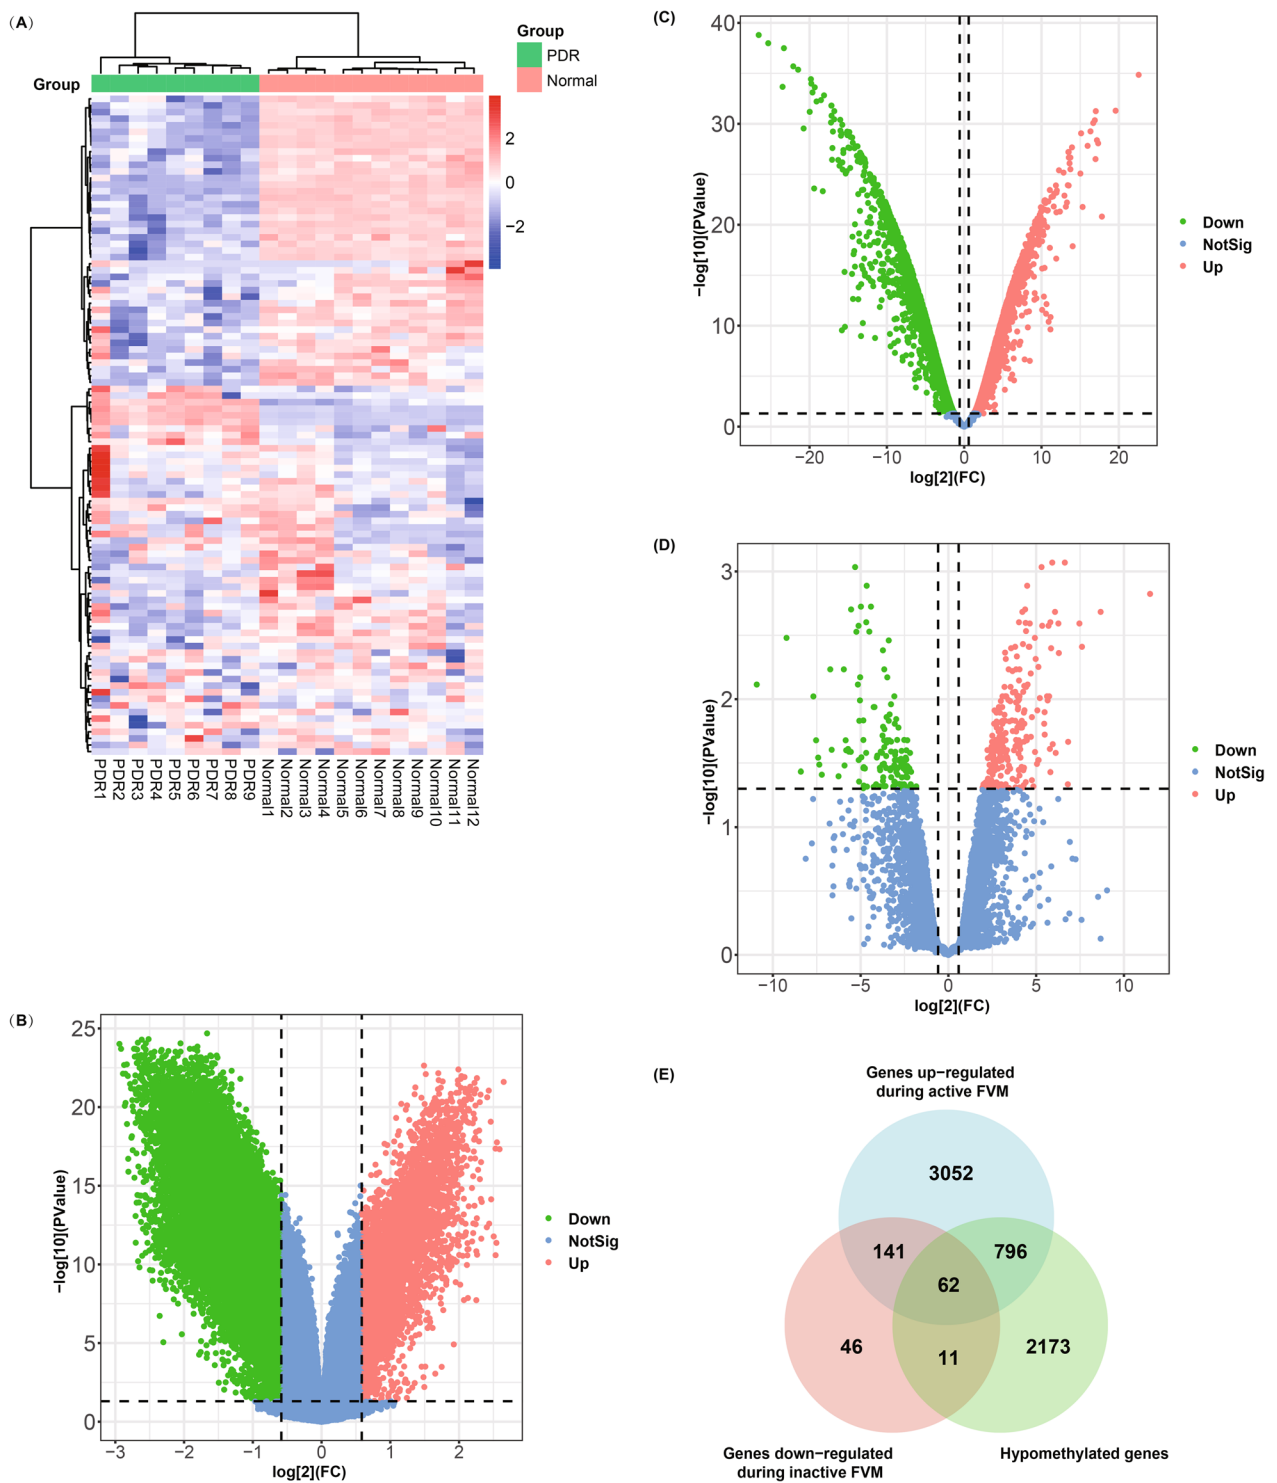 (A)
Group
Group
PDR
Normal
2
0
−2
PDR1
PDR2
PDR3
PDR4
PDR5
PDR6
PDR7
PDR8
PDR9
Normal1
Normal2
Normal3
Normal4
Normal5
Normal6
Normal7
Normal8
Normal9
Normal10
Normal11
Normal12
(B)
−log[10](PValue)
25
20
15
10
5
0
−3
−2
−1
0
1
2
log[2](FC)
Down
NotSig
Up
(C)
−log[10](PValue)
40
30
20
10
0
−20
−10
0
10
20
log[2](FC)
Down
NotSig
Up
(D)
−log[10](PValue)
3
2
1
0
−10
−5
0
5
10
log[2](FC)
Down
NotSig
Up
(E)
Genes up−regulated
during active FVM
3052
141
796
62
46
11
2173
Genes down−regulated
during inactive FVM
Hypomethylated genes